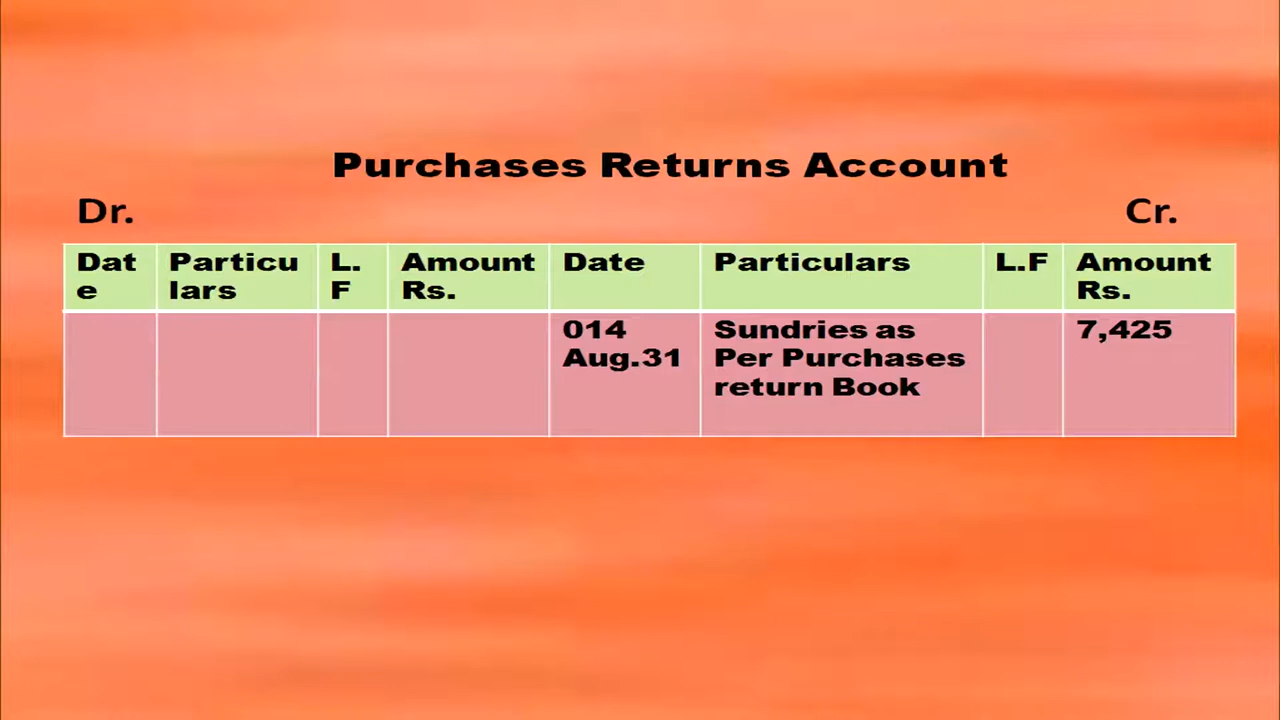 Purchases Returns Account
Dr. Cr.
Dat Particu L. Amount Date Particulars L.F Amount
e lars F Rs. Rs.
014 Sundries as 7,425
Aug.31 Per Purchases
return Book